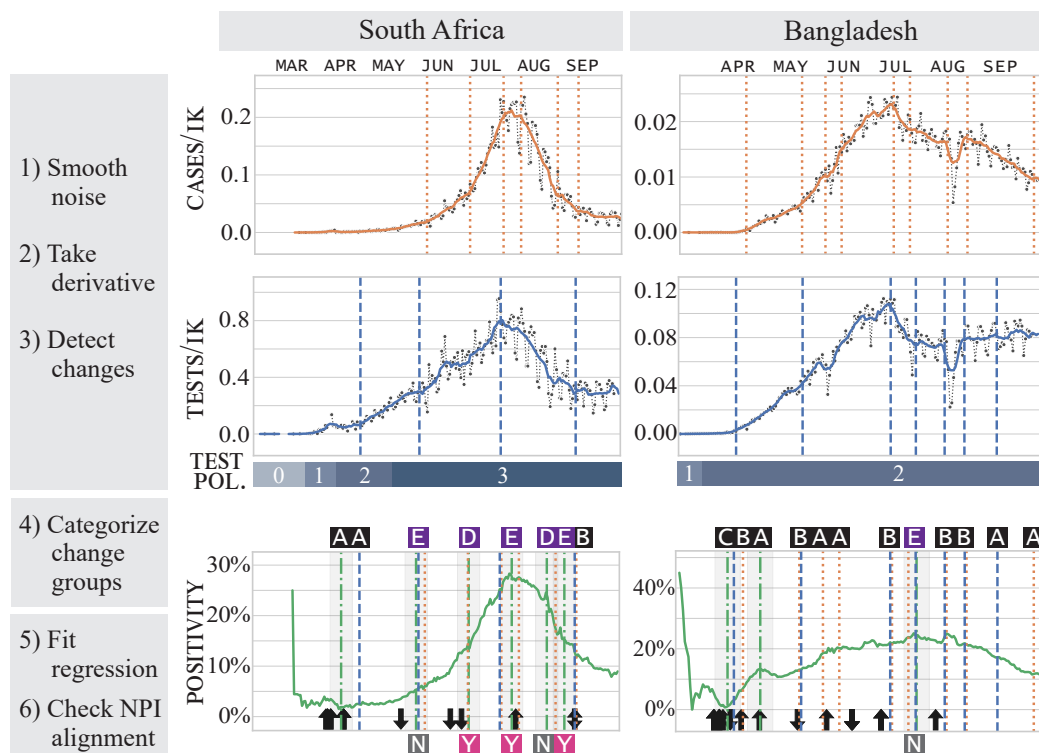 South Africa
Bangladesh
MAR APR MAY JUN JUL AUG SEP
APR MAY JUN JUL AUG SEP
1) Smooth
noise
2) Take
derivative
3) Detect
changes
CASES/1K
0.2
0.1
0.0
0.02
0.01
0.00
TESTS/1K
0.8
0.4
0.0
0.12
0.08
0.04
0.00
TEST
POL.
0 1 2 3
1 2
4) Categorize
change
groups
5) Fit
regression
6) Check NPI
alignment
A A E D E D E B
C B A B A A B E B B A A
POSITIVITY
30%
20%
10%
0%
40%
20%
0%
N Y Y N Y
N